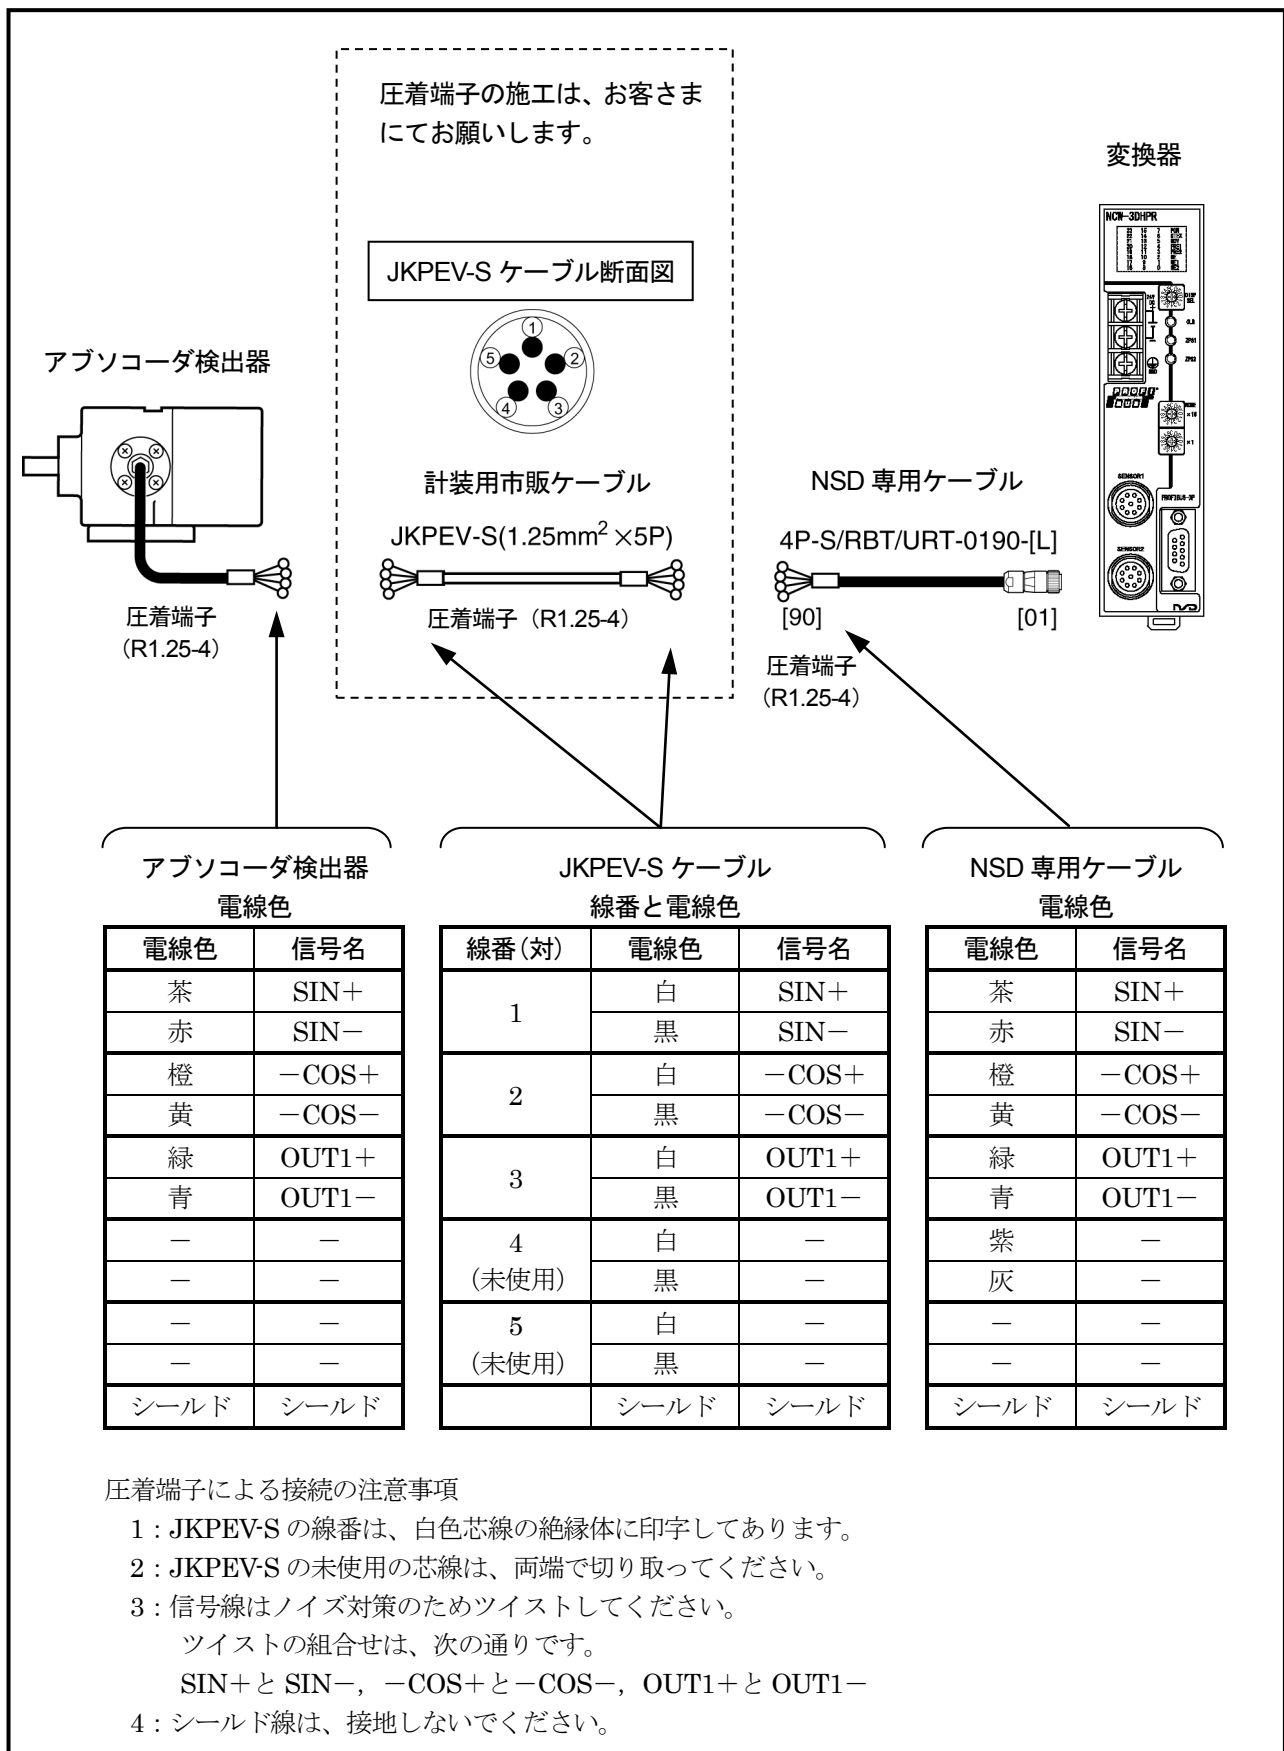 圧着端子の施工は、お客さま
にてお願いします。
変換器
NCW-3DHPR
JKPEV-S ケーブル断面図
1
2
3
4
5
アブソコーダ検出器
SENSOR1
PROFIBUS-DP
SENSOR2
計装用市販ケーブル
JKPEV-S(1.25mm²×5P)
NSD 専用ケーブル
4P-S/RBT/URT-0190-[L]
[90] [01]
圧着端子
(R1.25-4)
圧着端子（R1.25-4）
圧着端子
(R1.25-4)
アブソコーダ検出器
電線色
電線色 信号名
茶 SIN+
赤 SIN−
橙 −COS+
黄 −COS−
緑 OUT1+
青 OUT1−
− −
− −
− −
− −
シールド シールド
JKPEV-S ケーブル
線番と電線色
線番(対) 電線色 信号名
1 白 SIN+
黒 SIN−
2 白 −COS+
黒 −COS−
3 白 OUT1+
黒 OUT1−
4 白 −
(未使用) 黒 −
5 白 −
(未使用) 黒 −
シールド シールド
NSD 専用ケーブル
電線色
電線色 信号名
茶 SIN+
赤 SIN−
橙 −COS+
黄 −COS−
緑 OUT1+
青 OUT1−
紫 −
灰 −
− −
− −
シールド シールド
圧着端子による接続の注意事項
1：JKPEV-S の線番は、白色芯線の絶縁体に印字してあります。
2：JKPEV-S の未使用の芯線は、両端で切り取ってください。
3：信号線はノイズ対策のためツイストしてください。
ツイストの組合せは、次の通りです。
SIN+と SIN−, −COS+と−COS−, OUT1+と OUT1−
4：シールド線は、接地しないでください。